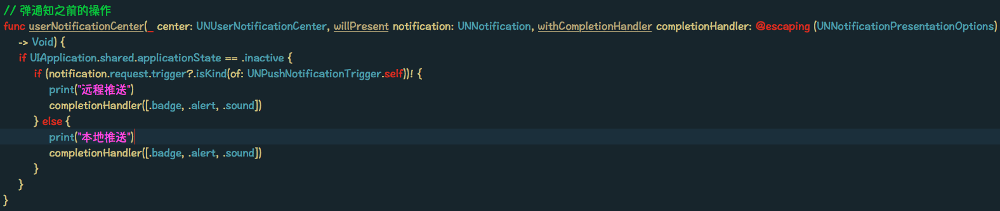 // 弹通知之前的操作
func userNotificationCenter(_ center: UNUserNotificationCenter, willPresent notification: UNNotification, withCompletionHandler completionHandler: @escaping (UNNotificationPresentationOptions)
-> Void) {
if UIApplication.shared.applicationState == .inactive {
if (notification.request.trigger?.isKind(of: UNPushNotificationTrigger.self))! {
print("远程推送")
completionHandler([.badge, .alert, .sound])
} else {
print("本地推送")
completionHandler([.badge, .alert, .sound])
}
}
}